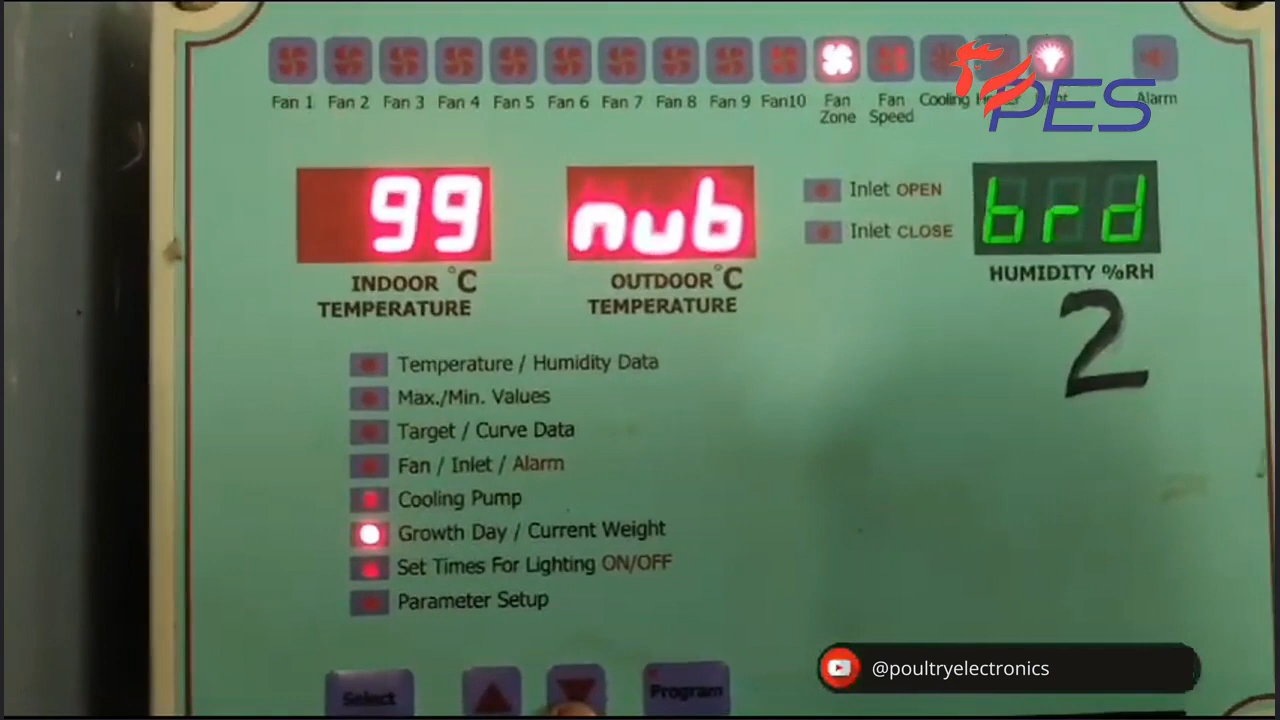 Fan 1 Fan 2 Fan 3 Fan 4 Fan 5 Fan 6 Fan 7 Fan 8 Fan 9 Fan10 Fan Zone Fan Speed Cooling Alarm
PES
99 nub brd
Inlet OPEN
Inlet CLOSE
INDOOR °C TEMPERATURE
OUTDOOR °C TEMPERATURE
HUMIDITY %RH
2
Temperature / Humidity Data
Max./Min. Values
Target / Curve Data
Fan / Inlet / Alarm
Cooling Pump
Growth Day / Current Weight
Set Times For Lighting ON/OFF
Parameter Setup
Select Program
@poultryelectronics